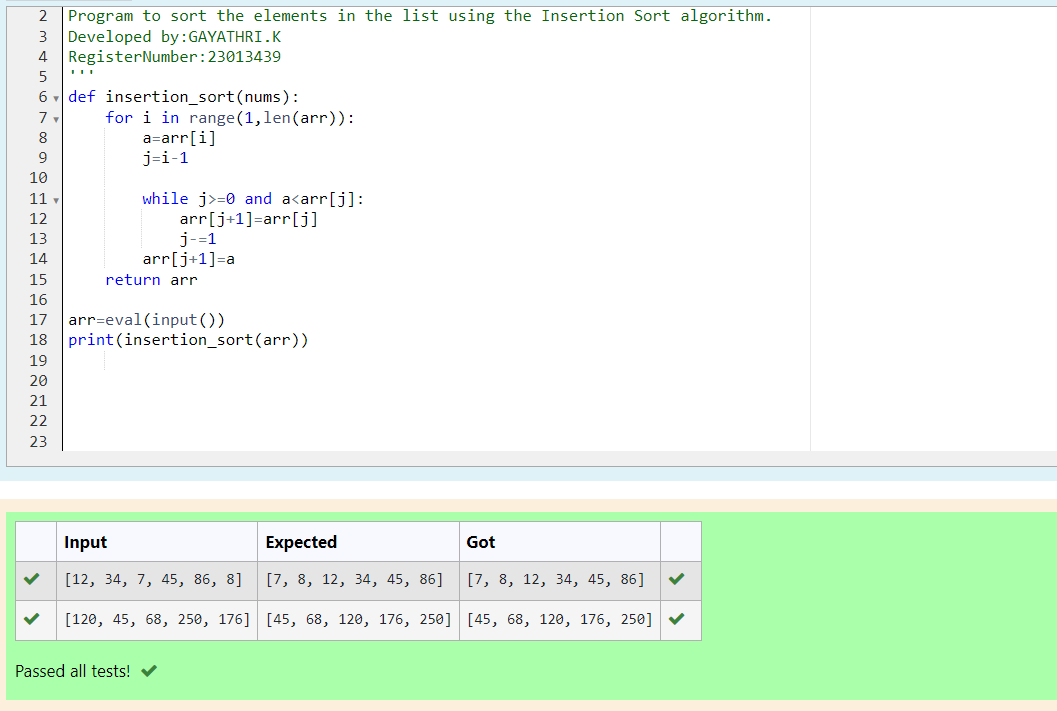 2 Program to sort the elements in the list using the Insertion Sort algorithm.
3 Developed by:GAYATHRI.K
4 RegisterNumber:23013439
5 '''
6 def insertion_sort(nums):
7     for i in range(1,len(arr)):
8         a=arr[i]
9         j=i-1
10
11         while j>=0 and a<arr[j]:
12             arr[j+1]=arr[j]
13             j-=1
14         arr[j+1]=a
15     return arr
16
17 arr=eval(input())
18 print(insertion_sort(arr))
19
20
21
22
23
Input Expected Got
[12, 34, 7, 45, 86, 8] [7, 8, 12, 34, 45, 86] [7, 8, 12, 34, 45, 86]
[120, 45, 68, 250, 176] [45, 68, 120, 176, 250] [45, 68, 120, 176, 250]
Passed all tests!